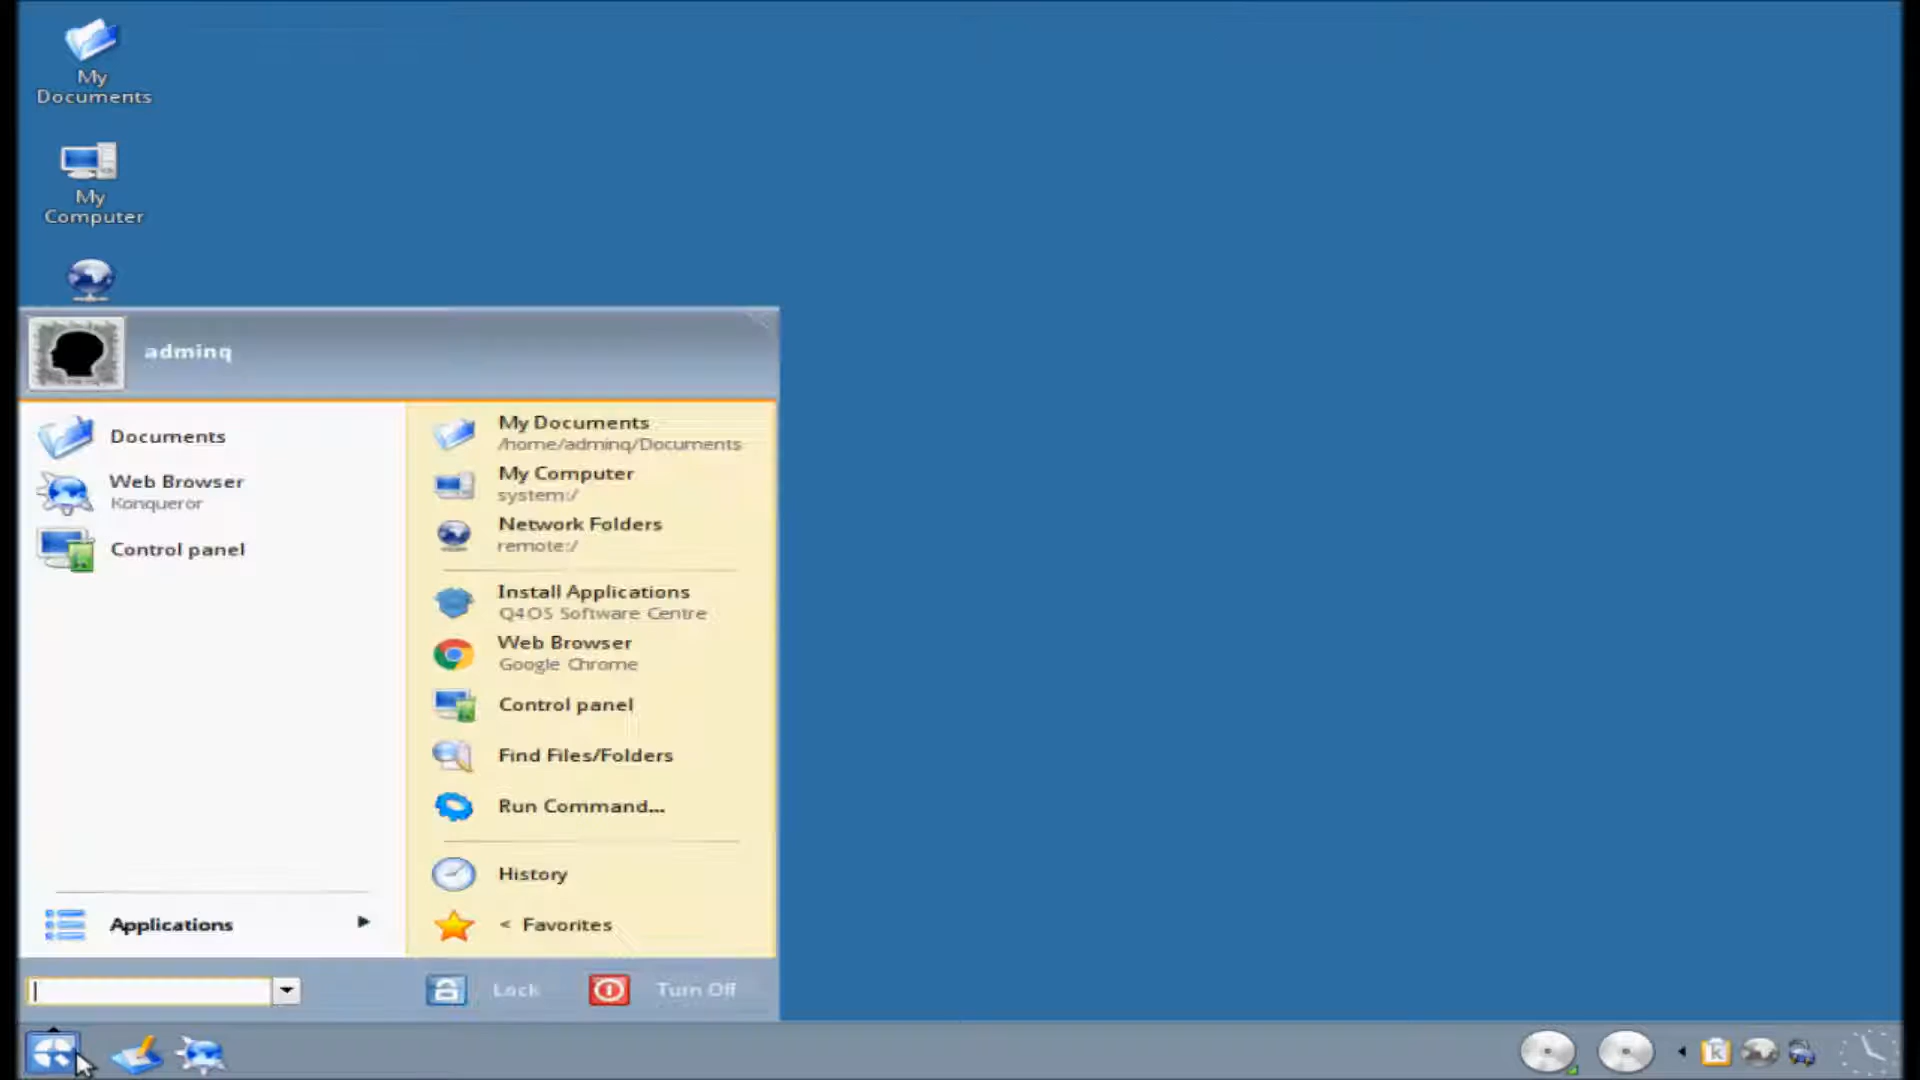 My
Documents
My
Computer
adminq
Documents
Web Browser
Konqueror
Control panel
Applications
My Documents
/home/adminq/Documents
My Computer
system:/
Network Folders
remote:/
Install Applications
Q4OS Software Centre
Web Browser
Google Chrome
Control panel
Find Files/Folders
Run Command...
History
< Favorites
Lock
Turn Off